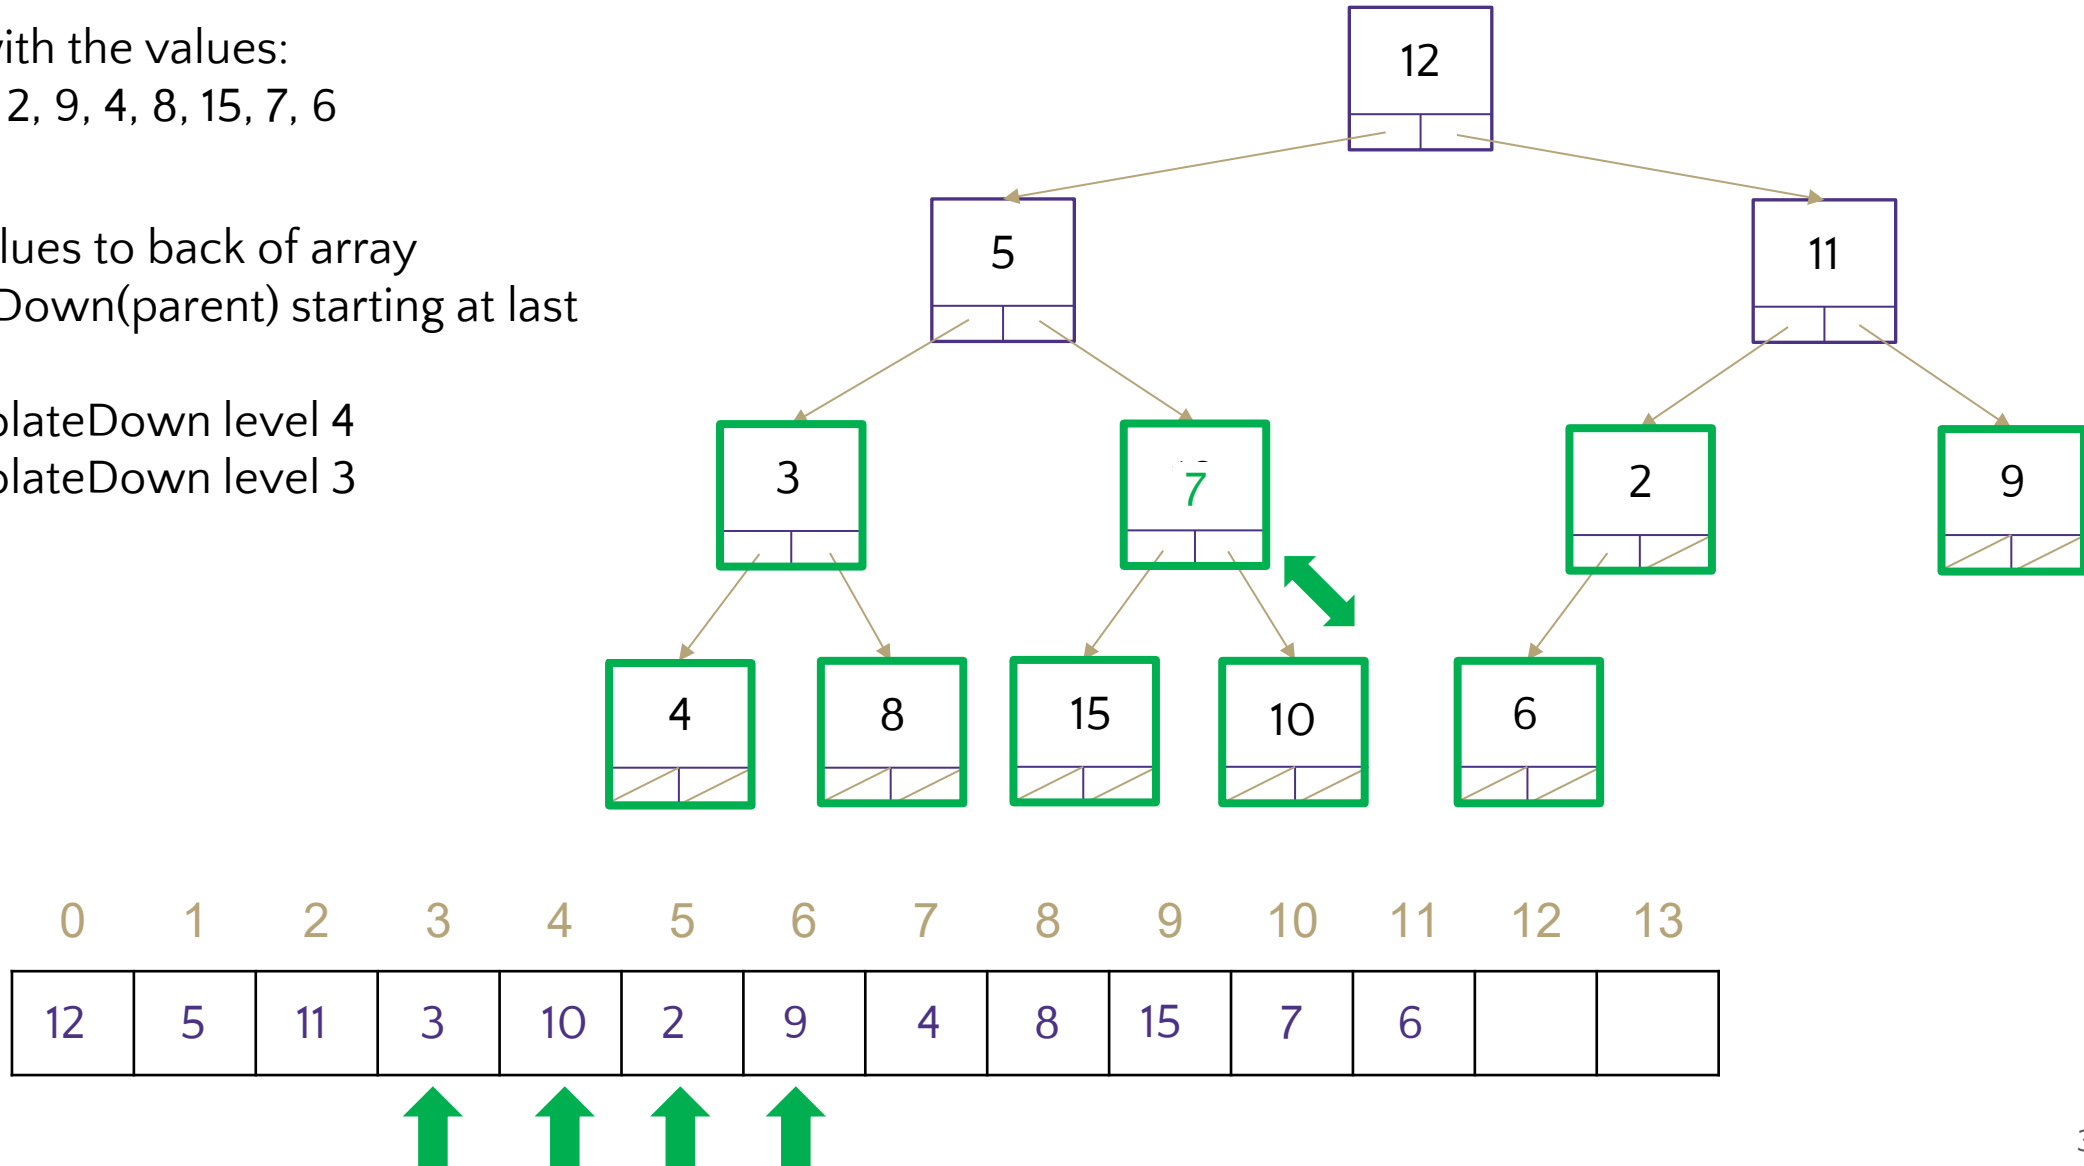 with the values:
2, 9, 4, 8, 15, 7, 6
lues to back of array
Down(parent) starting at last
olateDown level 4
olateDown level 3
12
5 11
3 7 2 9
4 8 15 10 6
0 1 2 3 4 5 6 7 8 9 10 11 12 13
12 5 11 3 10 2 9 4 8 15 7 6